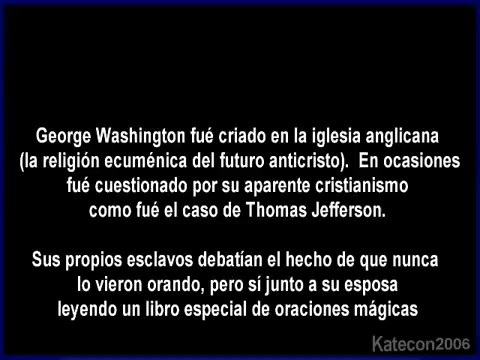 George Washington fué criado en la iglesia anglicana
(la religión ecuménica del futuro anticristo).  En ocasiones
fué cuestionado por su aparente cristianismo
como fué el caso de Thomas Jefferson.
Sus propios esclavos debatían el hecho de que nunca
lo vieron orando, pero sí junto a su esposa
leyendo un libro especial de oraciones mágicas
Katecon2006